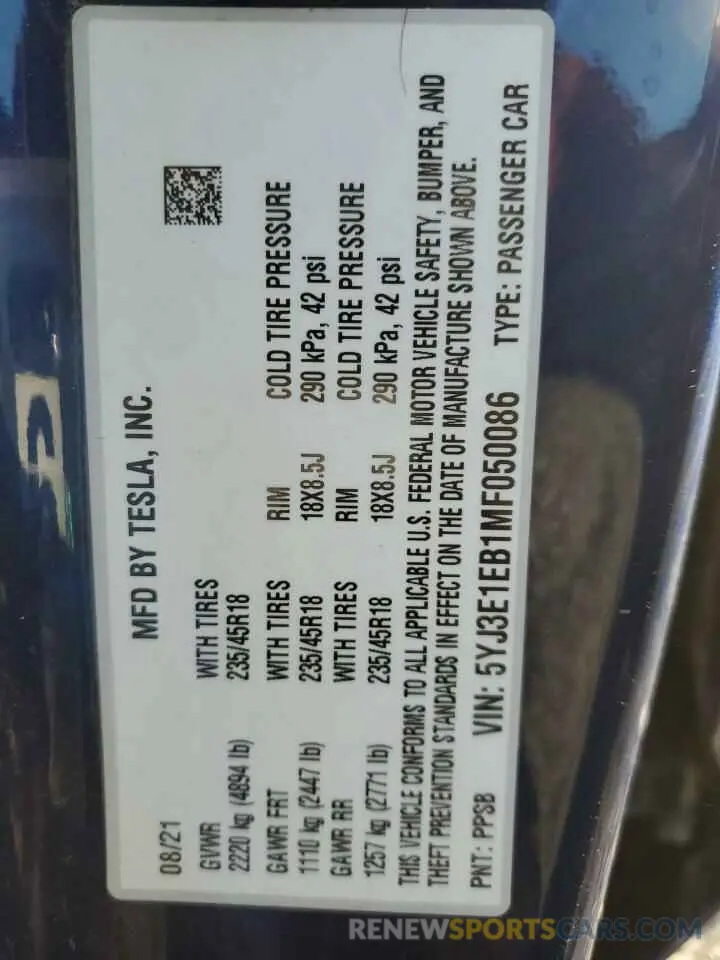 MFD BY TESLA, INC.
08/21
GVWR WITH TIRES
2220 kg (4894 lb) 235/45R18
GAWR FRT WITH TIRES RIM COLD TIRE PRESSURE
1110 kg (2447 lb) 235/45R18 18X8.5J 290 kPa, 42 psi
GAWR RR WITH TIRES RIM COLD TIRE PRESSURE
1257 kg (2771 lb) 235/45R18 18X8.5J 290 kPa, 42 psi
THIS VEHICLE CONFORMS TO ALL APPLICABLE U.S. FEDERAL MOTOR VEHICLE SAFETY, BUMPER, AND
THEFT PREVENTION STANDARDS IN EFFECT ON THE DATE OF MANUFACTURE SHOWN ABOVE.
PNT: PPSB VIN: 5YJ3E1EB1MF050086 TYPE: PASSENGER CAR
RENEWSPORTSCARS.COM